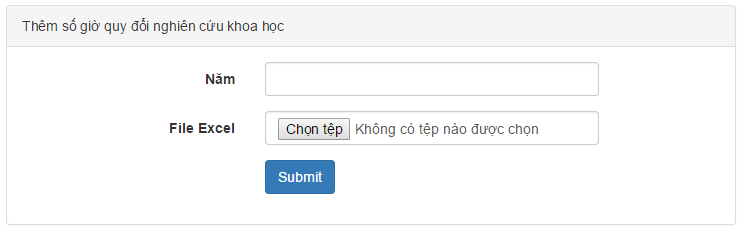 Thêm số giờ quy đổi nghiên cứu khoa học
Năm
File Excel
Chọn tệp Không có tệp nào được chọn
Submit